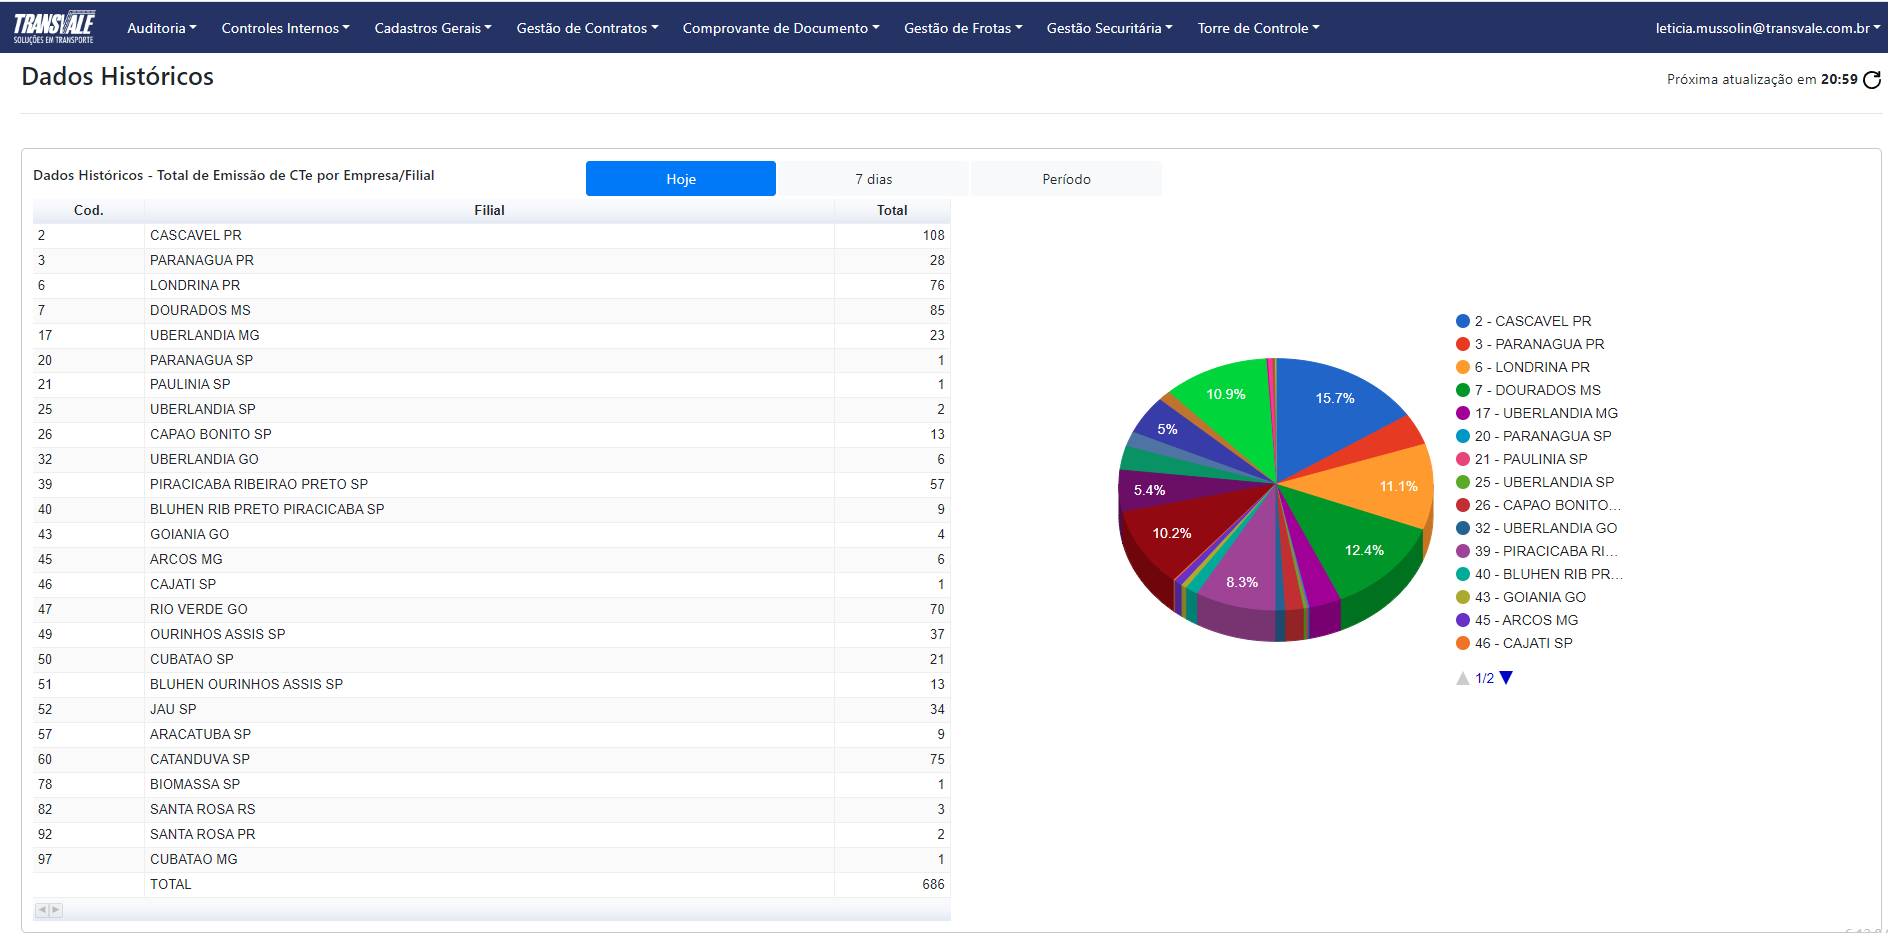 TRANSVALE
SOLUÇÕES EM TRANSPORTE
Auditoria Controles Internos Cadastros Gerais Gestão de Contratos Comprovante de Documento Gestão de Frotas Gestão Securitária Torre de Controle leticia.mussolin@transvale.com.br
Dados Históricos
Próxima atualização em 20:59
Dados Históricos - Total de Emissão de CTe por Empresa/Filial
Hoje 7 dias Período
Cod. Filial Total
2 CASCAVEL PR 108
3 PARANAGUA PR 28
6 LONDRINA PR 76
7 DOURADOS MS 85
17 UBERLANDIA MG 23
20 PARANAGUA SP 1
21 PAULINIA SP 1
25 UBERLANDIA SP 2
26 CAPAO BONITO SP 13
32 UBERLANDIA GO 6
39 PIRACICABA RIBEIRAO PRETO SP 57
40 BLUHEN RIB PRETO PIRACICABA SP 9
43 GOIANIA GO 4
45 ARCOS MG 6
46 CAJATI SP 1
47 RIO VERDE GO 70
49 OURINHOS ASSIS SP 37
50 CUBATAO SP 21
51 BLUHEN OURINHOS ASSIS SP 13
52 JAU SP 34
57 ARACATUBA SP 9
60 CATANDUVA SP 75
78 BIOMASSA SP 1
82 SANTA ROSA RS 3
92 SANTA ROSA PR 2
97 CUBATAO MG 1
TOTAL 686
10.9%
15.7%
5%
11.1%
5.4%
10.2%
12.4%
8.3%
2 - CASCAVEL PR
3 - PARANAGUA PR
6 - LONDRINA PR
7 - DOURADOS MS
17 - UBERLANDIA MG
20 - PARANAGUA SP
21 - PAULINIA SP
25 - UBERLANDIA SP
26 - CAPAO BONITO...
32 - UBERLANDIA GO
39 - PIRACICABA RI...
40 - BLUHEN RIB PR...
43 - GOIANIA GO
45 - ARCOS MG
46 - CAJATI SP
1/2